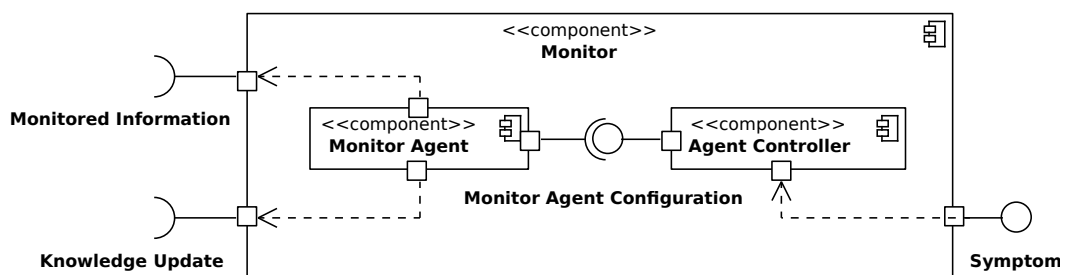 <<component>>
Monitor
Monitored Information
<<component>>
Monitor Agent
<<component>>
Agent Controller
Monitor Agent Configuration
Knowledge Update
Symptom